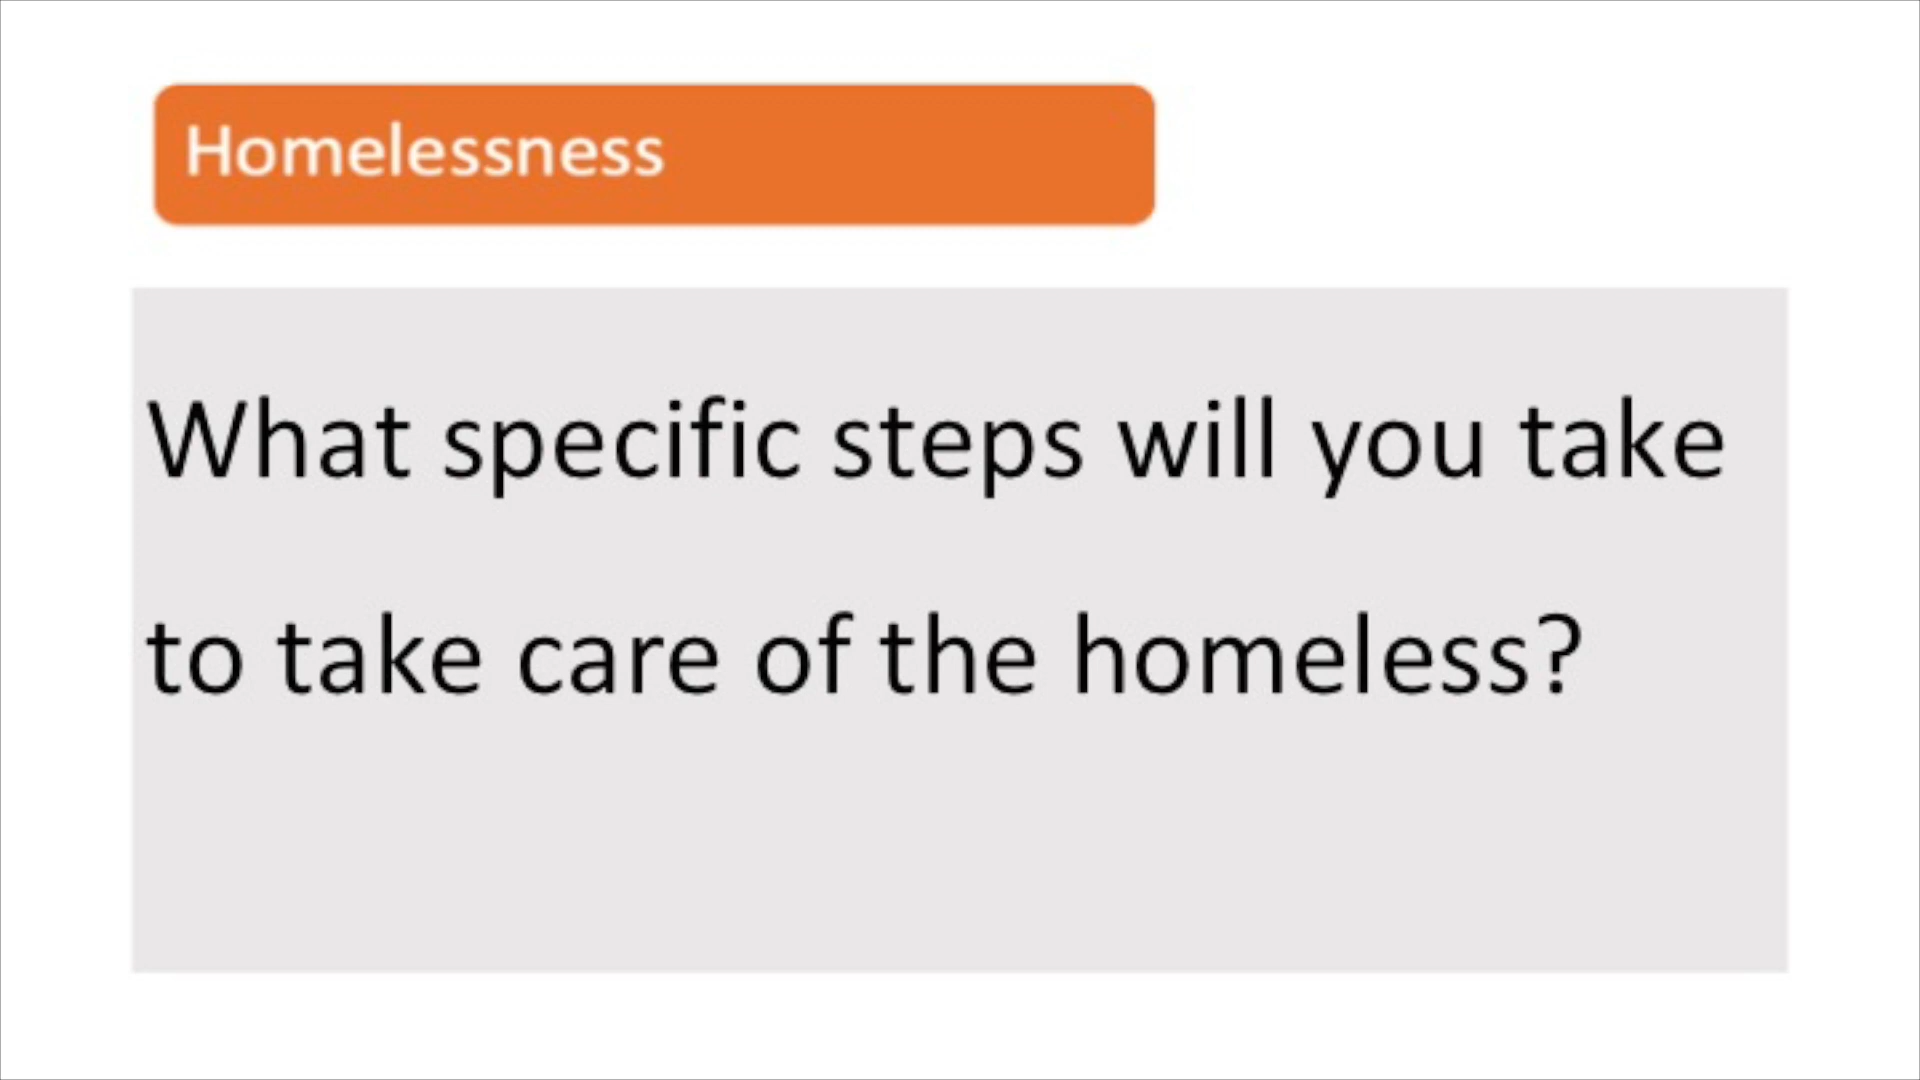 Homelessness
What specific steps will you take
to take care of the homeless?